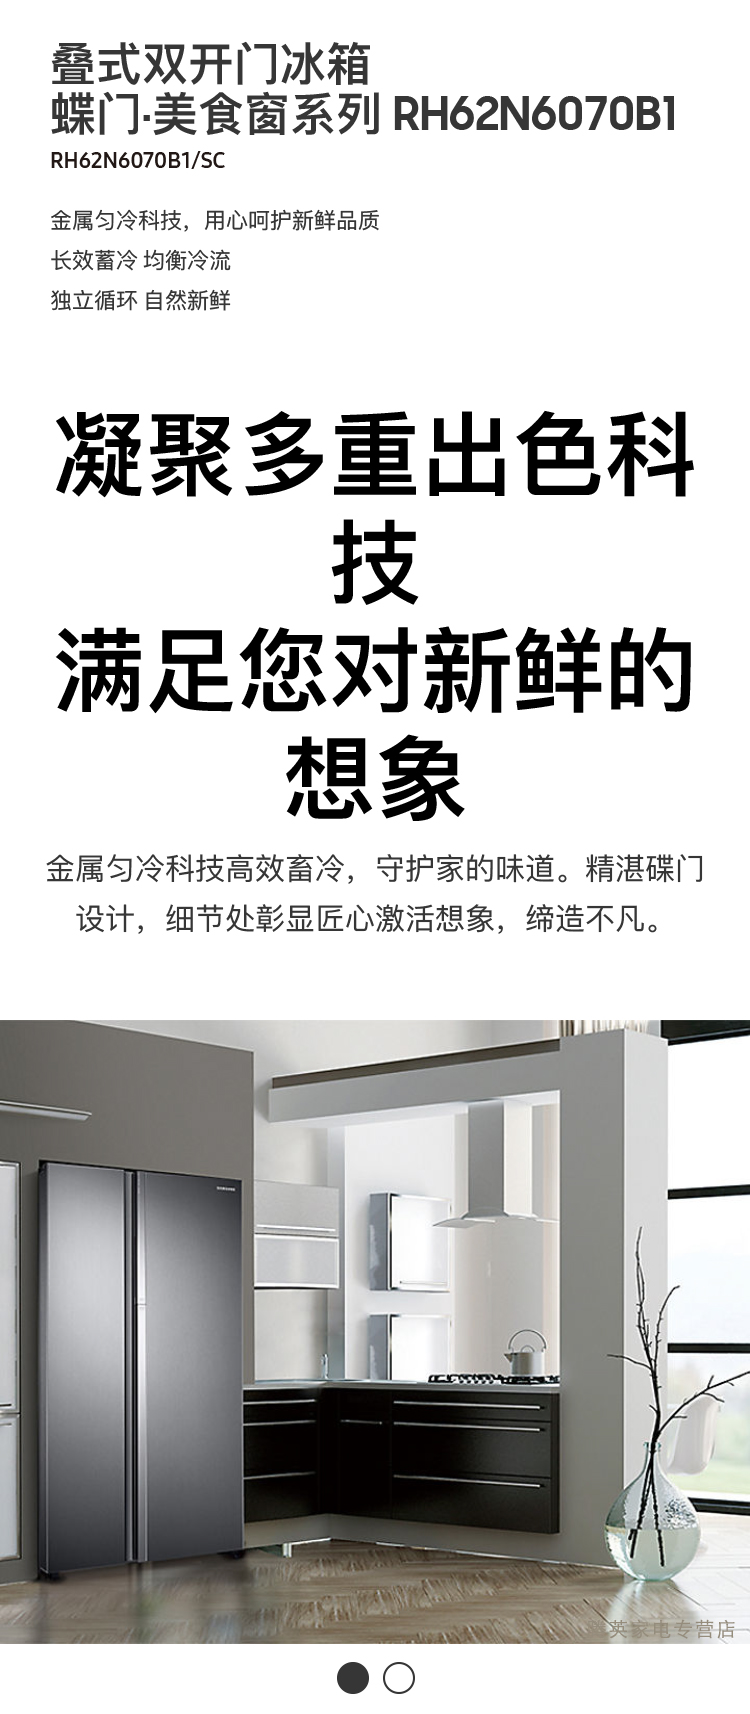 叠式双开门冰箱
蝶门·美食窗系列 RH62N6070B1
RH62N6070B1/SC
金属匀冷科技，用心呵护新鲜品质
长效蓄冷 均衡冷流
独立循环 自然新鲜
凝聚多重出色科
技
满足您对新鲜的
想象
金属匀冷科技高效畜冷，守护家的味道。精湛碟门
设计，细节处彰显匠心激活想象，缔造不凡。
SAMSUNG
英家电专营店